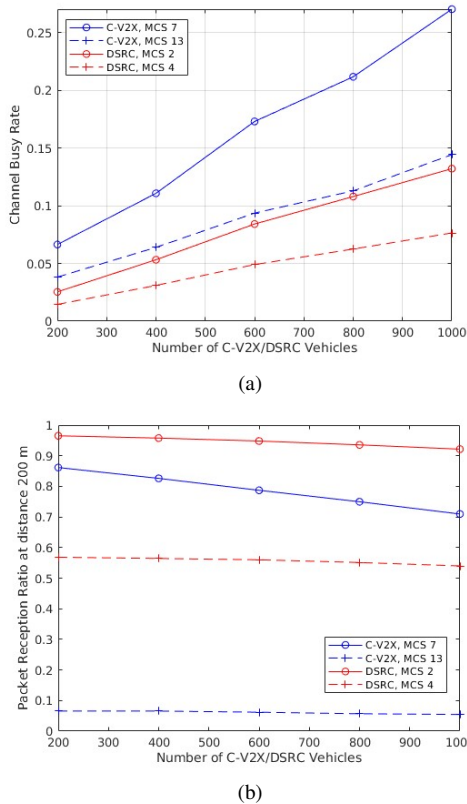 C-V2X, MCS 7
C-V2X, MCS 13
DSRC, MCS 2
DSRC, MCS 4
0.25
0.2
0.15
0.1
0.05
0
Channel Busy Rate
200 300 400 500 600 700 800 900 1000
Number of C-V2X/DSRC Vehicles
(a)
1
0.9
0.8
0.7
0.6
0.5
0.4
0.3
0.2
0.1
0
Packet Reception Ratio at distance 200 m
C-V2X, MCS 7
C-V2X, MCS 13
DSRC, MCS 2
DSRC, MCS 4
200 300 400 500 600 700 800 900 1000
Number of C-V2X/DSRC Vehicles
(b)